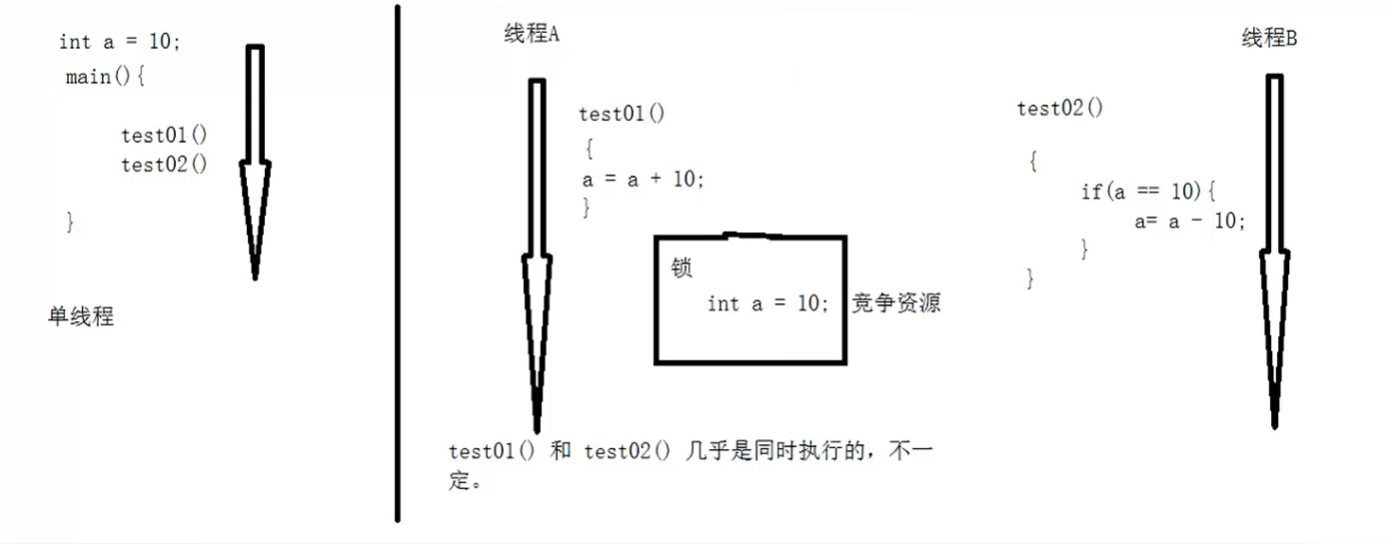 int a = 10;
main(){
test01()
test02()
}
单线程
线程A
test01()
{
a = a + 10;
}
锁
int a = 10;
竞争资源
test01() 和 test02() 几乎是同时执行的，不一
定。
线程B
test02()
{
if(a == 10){
a= a - 10;
}
}